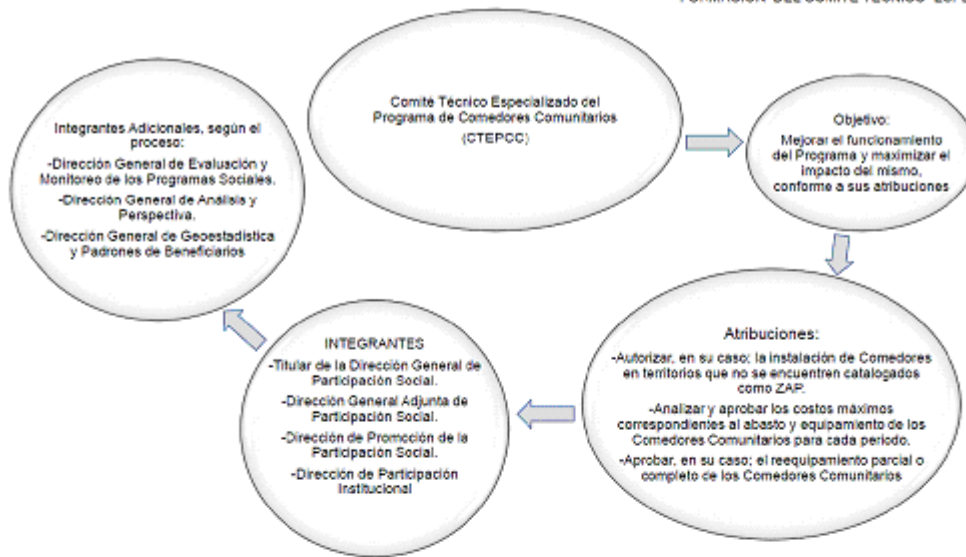 FORMACIÓN DEL COMITÉ TÉCNICO
Comité Técnico Especializado del
Programa de Comedores Comunitarios
(CTEPCC)
Objetivo:
Mejorar el funcionamiento
del Programa y maximizar el
impacto del mismo,
conforme a sus atribuciones
Atribuciones:
-Autorizar, en su caso; la instalación de Comedores
en territorios que no se encuentren catalogados
como ZAP.
-Analizar y aprobar los costos máximos
correspondientes al abasto y equipamiento de los
Comedores Comunitarios para cada periodo.
-Aprobar, en su caso; el reequipamiento parcial o
completo de los Comedores Comunitarios
INTEGRANTES
-Titular de la Dirección General de
Participación Social.
-Dirección General Adjunta de
Participación Social.
-Dirección de Promoción de la
Participación Social.
-Dirección de Participación
Institucional
Integrantes Adicionales, según el
proceso:
-Dirección General de Evaluación y
Monitoreo de los Programas Sociales.
-Dirección General de Análisis y
Perspectiva.
-Dirección General de Geoestadística
y Padrones de Beneficiarios